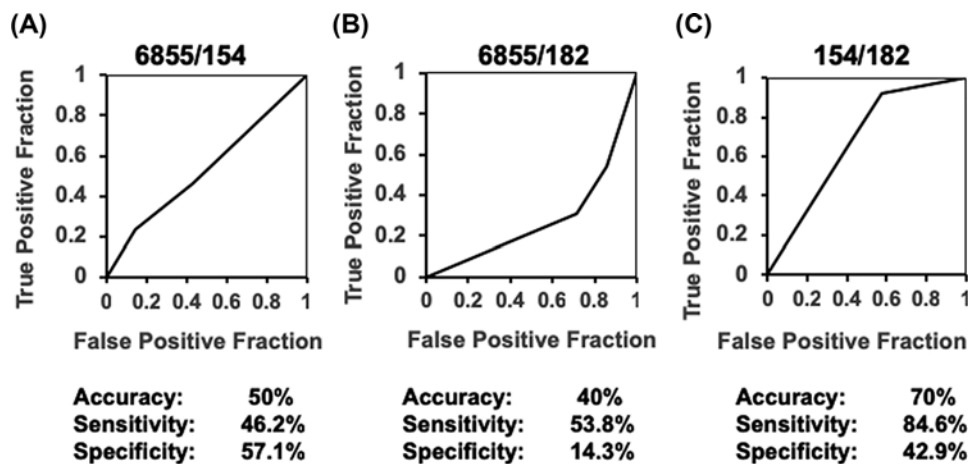 (A)
6855/154
True Positive Fraction
1
0.8
0.6
0.4
0.2
0
0 0.2 0.4 0.6 0.8 1
False Positive Fraction
Accuracy: 50%
Sensitivity: 46.2%
Specificity: 57.1%
(B)
6855/182
True Positive Fraction
1
0.8
0.6
0.4
0.2
0
0 0.2 0.4 0.6 0.8 1
False Positive Fraction
Accuracy: 40%
Sensitivity: 53.8%
Specificity: 14.3%
(C)
154/182
True Positive Fraction
1
0.8
0.6
0.4
0.2
0
0 0.2 0.4 0.6 0.8 1
False Positive Fraction
Accuracy: 70%
Sensitivity: 84.6%
Specificity: 42.9%